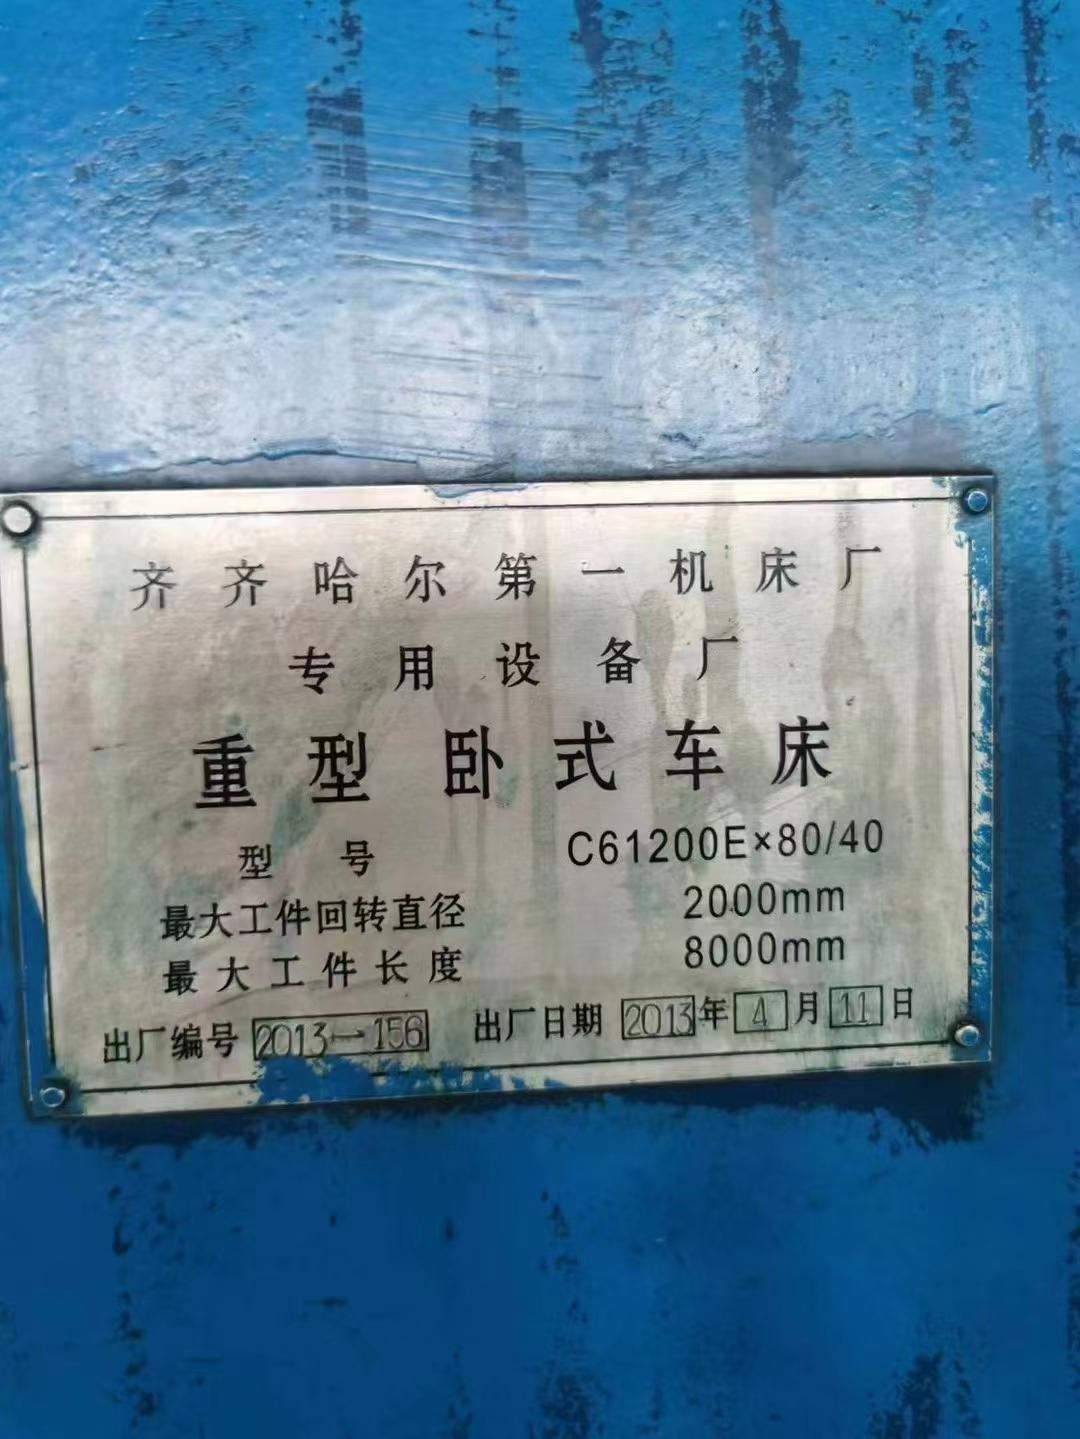 齐齐哈尔第一机床厂
专用设备厂
重型卧式车床
型号 C61200E×80/40
最大工件回转直径 2000mm
最大工件长度 8000mm
出厂编号 2013-156 出厂日期 2013年4月11日